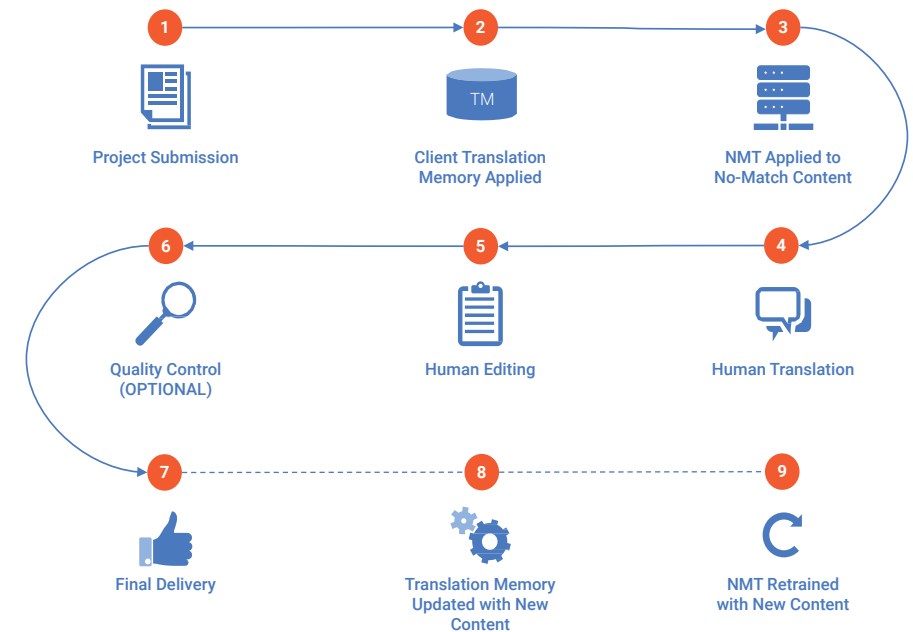 1
2
3
TM
Project Submission
Client Translation
Memory Applied
NMT Applied to
No-Match Content
6
5
4
Quality Control
(OPTIONAL)
Human Editing
Human Translation
7
8
9
Final Delivery
Translation Memory
Updated with New
Content
NMT Retrained
with New Content